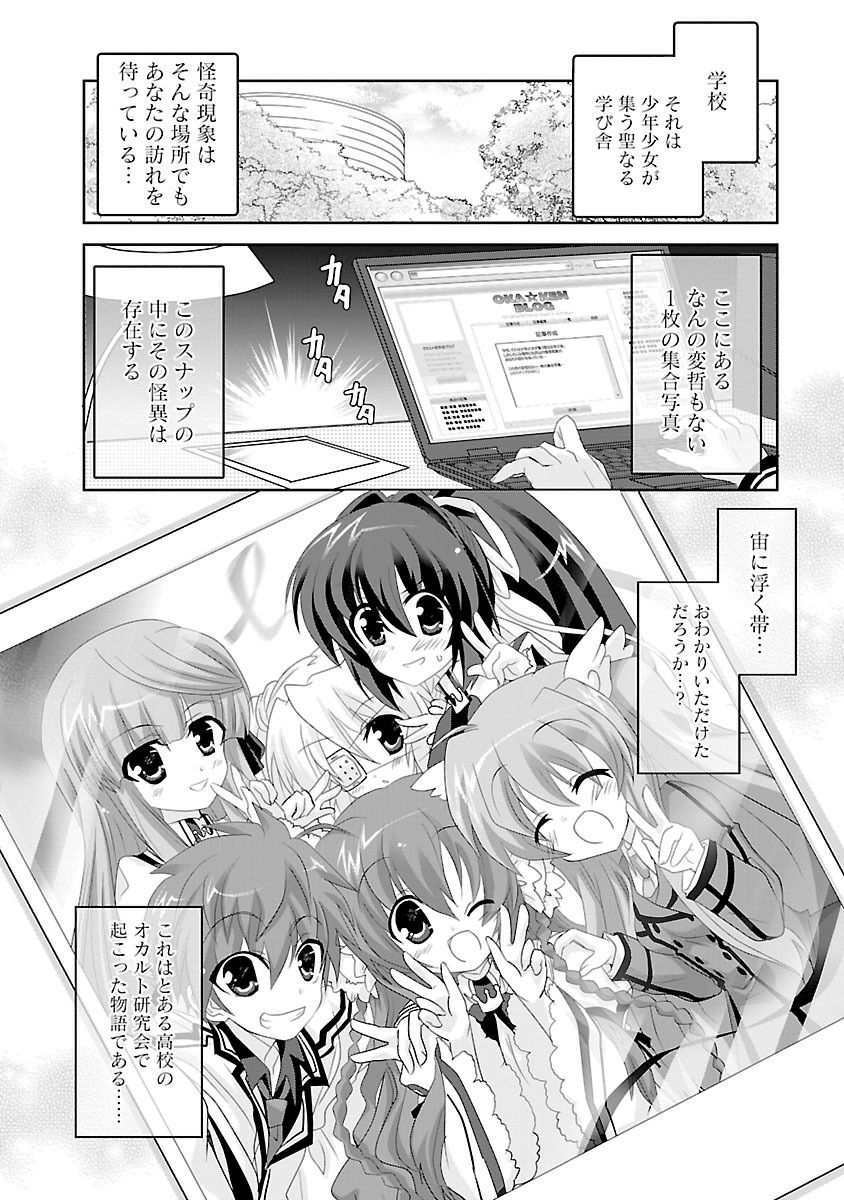 学校
それは
少年少女が
集う聖なる
学び舎
怪奇現象は
そんな場所でも
あなたの訪れを
待っている…
ここにある
なんの変哲もない
1枚の集合写真
カタ
カタ
カタ
OKA☆KEN
BLOG
記事作成
このスナップの
中にその怪異は
存在する
宙に浮く帯…
おわかりいただけた
だろうか…?
これはとある高校の
オカルト研究会で
起こった物語である……